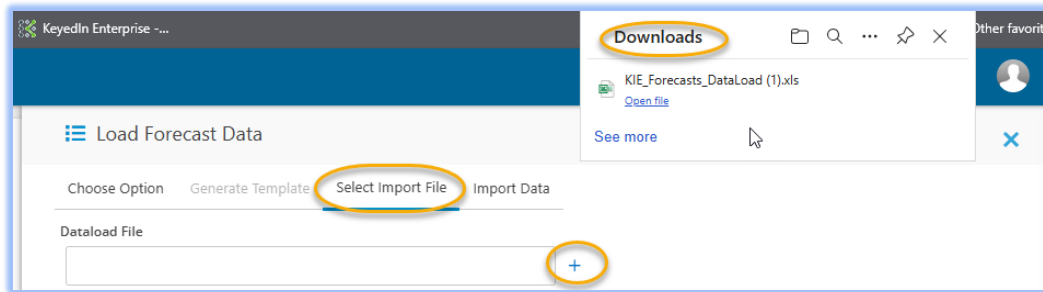 KeyedIn Enterprise -...
Other favorit
Downloads
KIE_Forecasts_DataLoad (1).xls
Open file
See more
Load Forecast Data
Choose Option Generate Template Select Import File Import Data
Dataload File